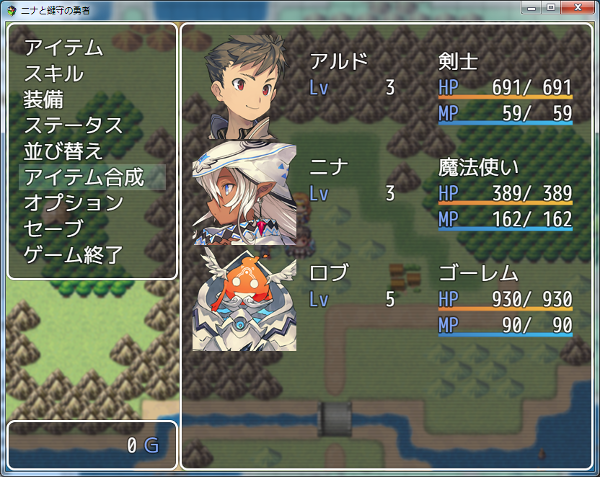 ニナと鍵守の勇者
アイテム
スキル
装備
ステータス
並び替え
アイテム合成
オプション
セーブ
ゲーム終了
アルド 剣士
Lv 3 HP 691/ 691
MP 59/ 59
ニナ 魔法使い
Lv 3 HP 389/ 389
MP 162/ 162
ロブ ゴーレム
Lv 5 HP 930/ 930
MP 90/ 90
0 G